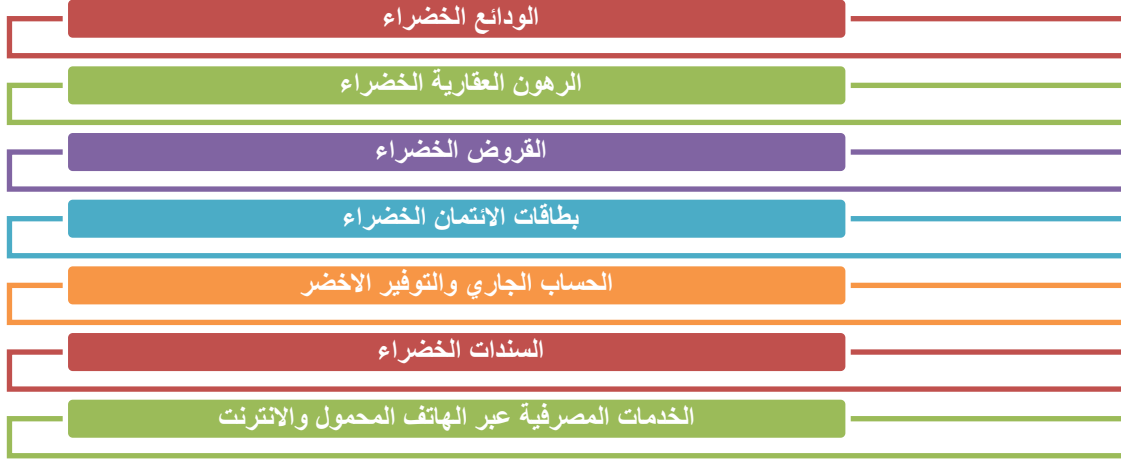 الودائع الخضراء
الرهون العقارية الخضراء
القروض الخضراء
بطاقات الائتمان الخضراء
الحساب الجاري والتوفير الاخضر
السندات الخضراء
الخدمات المصرفية عبر الهاتف المحمول والانترنت